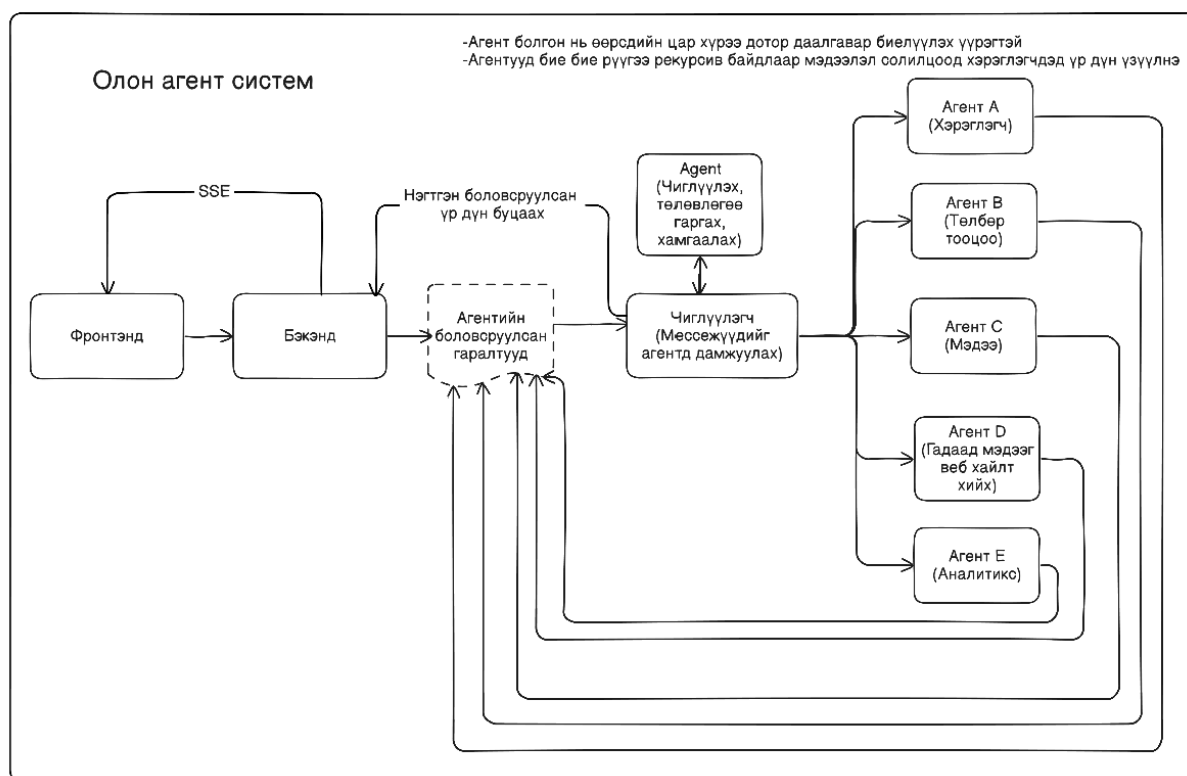 -Агент болгон нь өөрсдийн цар хүрээ дотор даалгавар биелүүлэх үүрэгтэй
-Агентууд бие бие рүүгээ рекурсив байдлаар мэдээлэл солилцоод хэрэглэгчдэд үр дүн үзүүлнэ
Олон агент систем
Агент A
(Хэрэглэгч)
Agent
(Чиглүүлэх,
төлөвлөгөө
гаргах,
хамгаалах)
SSE
Нэгтгэн боловсруулсан
үр дүн буцаах
Агент B
(Төлбөр
тооцоо)
Фронтэнд
Бэкэнд
Агентийн
боловсруулсан
гаралтууд
Чиглүүлэгч
(Мессежүүдийг
агентд дамжуулах)
Агент C
(Мэдээ)
Агент D
(Гадаад мэдээг
веб хайлт
хийх)
Агент E
(Аналитикс)